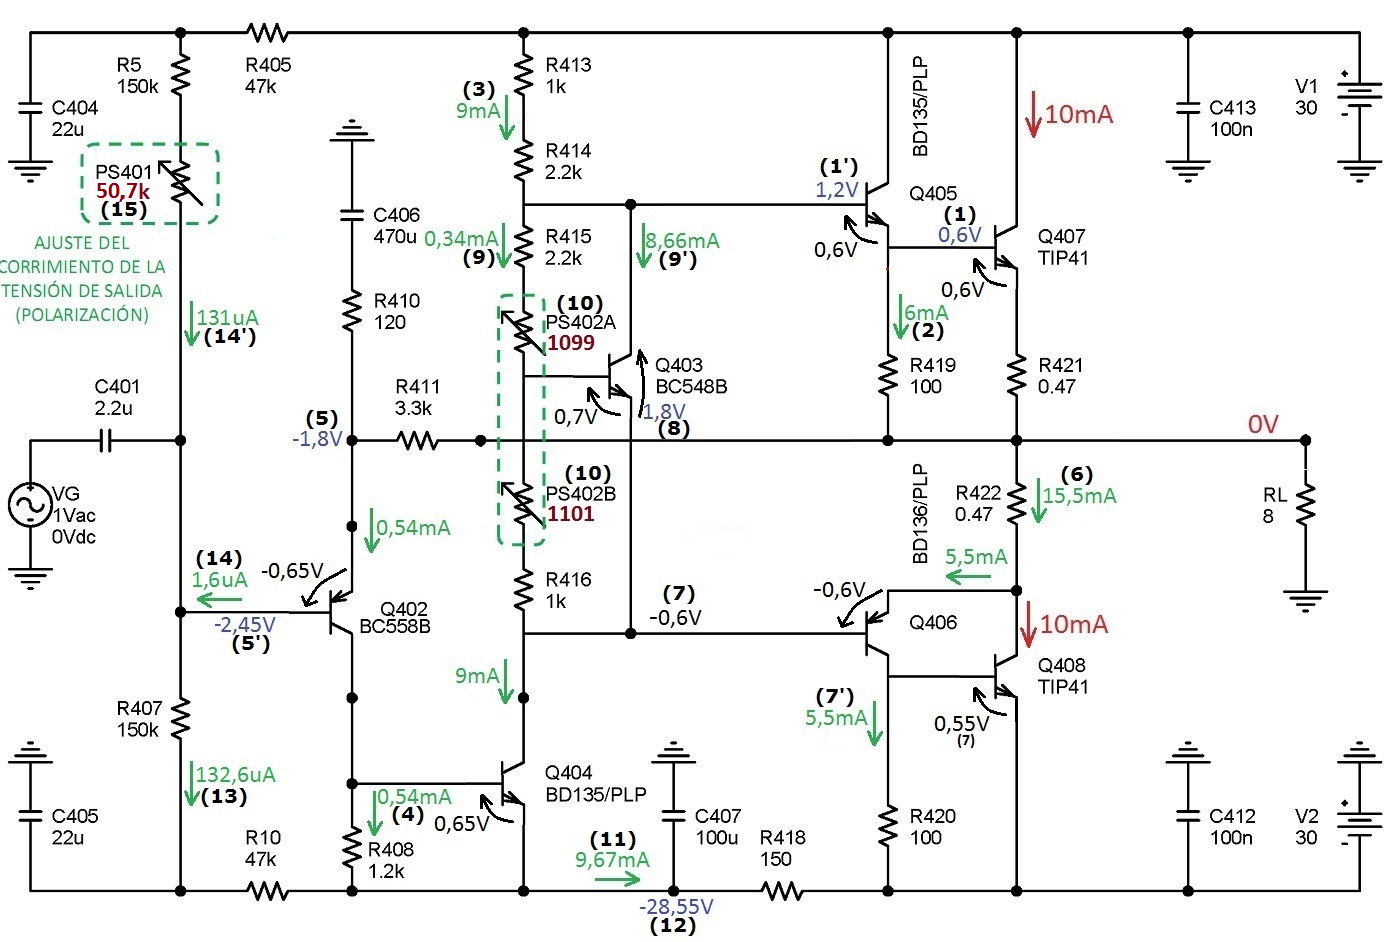 R5
150k
R405
47k
C404
22u
PS401
50,7k
(15)
AJUSTE DEL
CORRIMIENTO DE LA
TENSIÓN DE SALIDA
(POLARIZACIÓN)
131uA
(14')
C401
2.2u
VG
1Vac
0Vdc
(14)
1,6uA
-2,45V
(5')
R407
150k
132,6uA
(13)
C405
22u
R10
47k
C406
470u
R410
120
R411
3.3k
(5)
-1,8V
0,54mA
-0,65V
Q402
BC558B
0,54mA
(4)
R408
1.2k
(3)
9mA
R413
1k
R414
2.2k
0,34mA
(9)
R415
2.2k
8,66mA
(9')
(10)
PS402A
1099
Q403
BC548B
0,7V
1,8V
(8)
(10)
PS402B
1101
R416
1k
(7)
-0,6V
9mA
Q404
BD135/PLP
0,65V
(11)
9,67mA
-28,55V
(12)
C407
100u
R418
150
BD135/PLP
(1')
1,2V
Q405
0,6V
(1)
0,6V
Q407
TIP41
0,6V
10mA
6mA
(2)
R419
100
R421
0.47
0V
BD136/PLP
R422
0.47
(6)
15,5mA
5,5mA
-0,6V
Q406
10mA
Q408
TIP41
0,55V
(7)
(7')
5,5mA
R420
100
RL
8
C413
100n
V1
30
C412
100n
V2
30